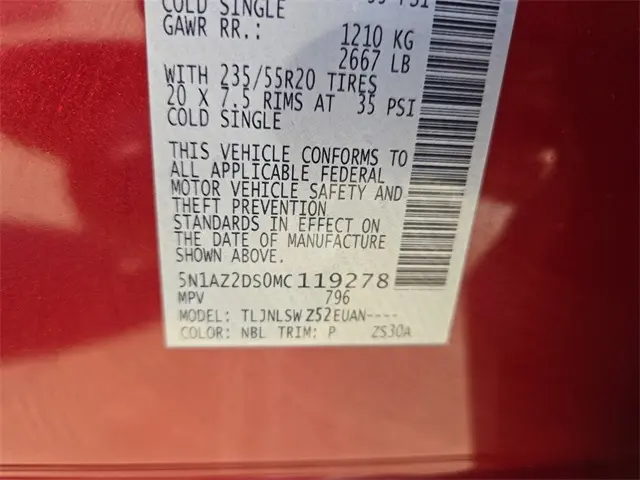 COLD SINGLE
GAWR RR.: 1210 KG
2667 LB
WITH 235/55R20 TIRES
20 X 7.5 RIMS AT 35 PSI
COLD SINGLE
THIS VEHICLE CONFORMS TO
ALL APPLICABLE FEDERAL
MOTOR VEHICLE SAFETY AND
THEFT PREVENTION
STANDARDS IN EFFECT ON
THE DATE OF MANUFACTURE
SHOWN ABOVE.
5N1AZ2DS0MC119278
MPV 796
MODEL: TLJNLSW Z52EUAN----
COLOR: NBL TRIM: P ZS30A